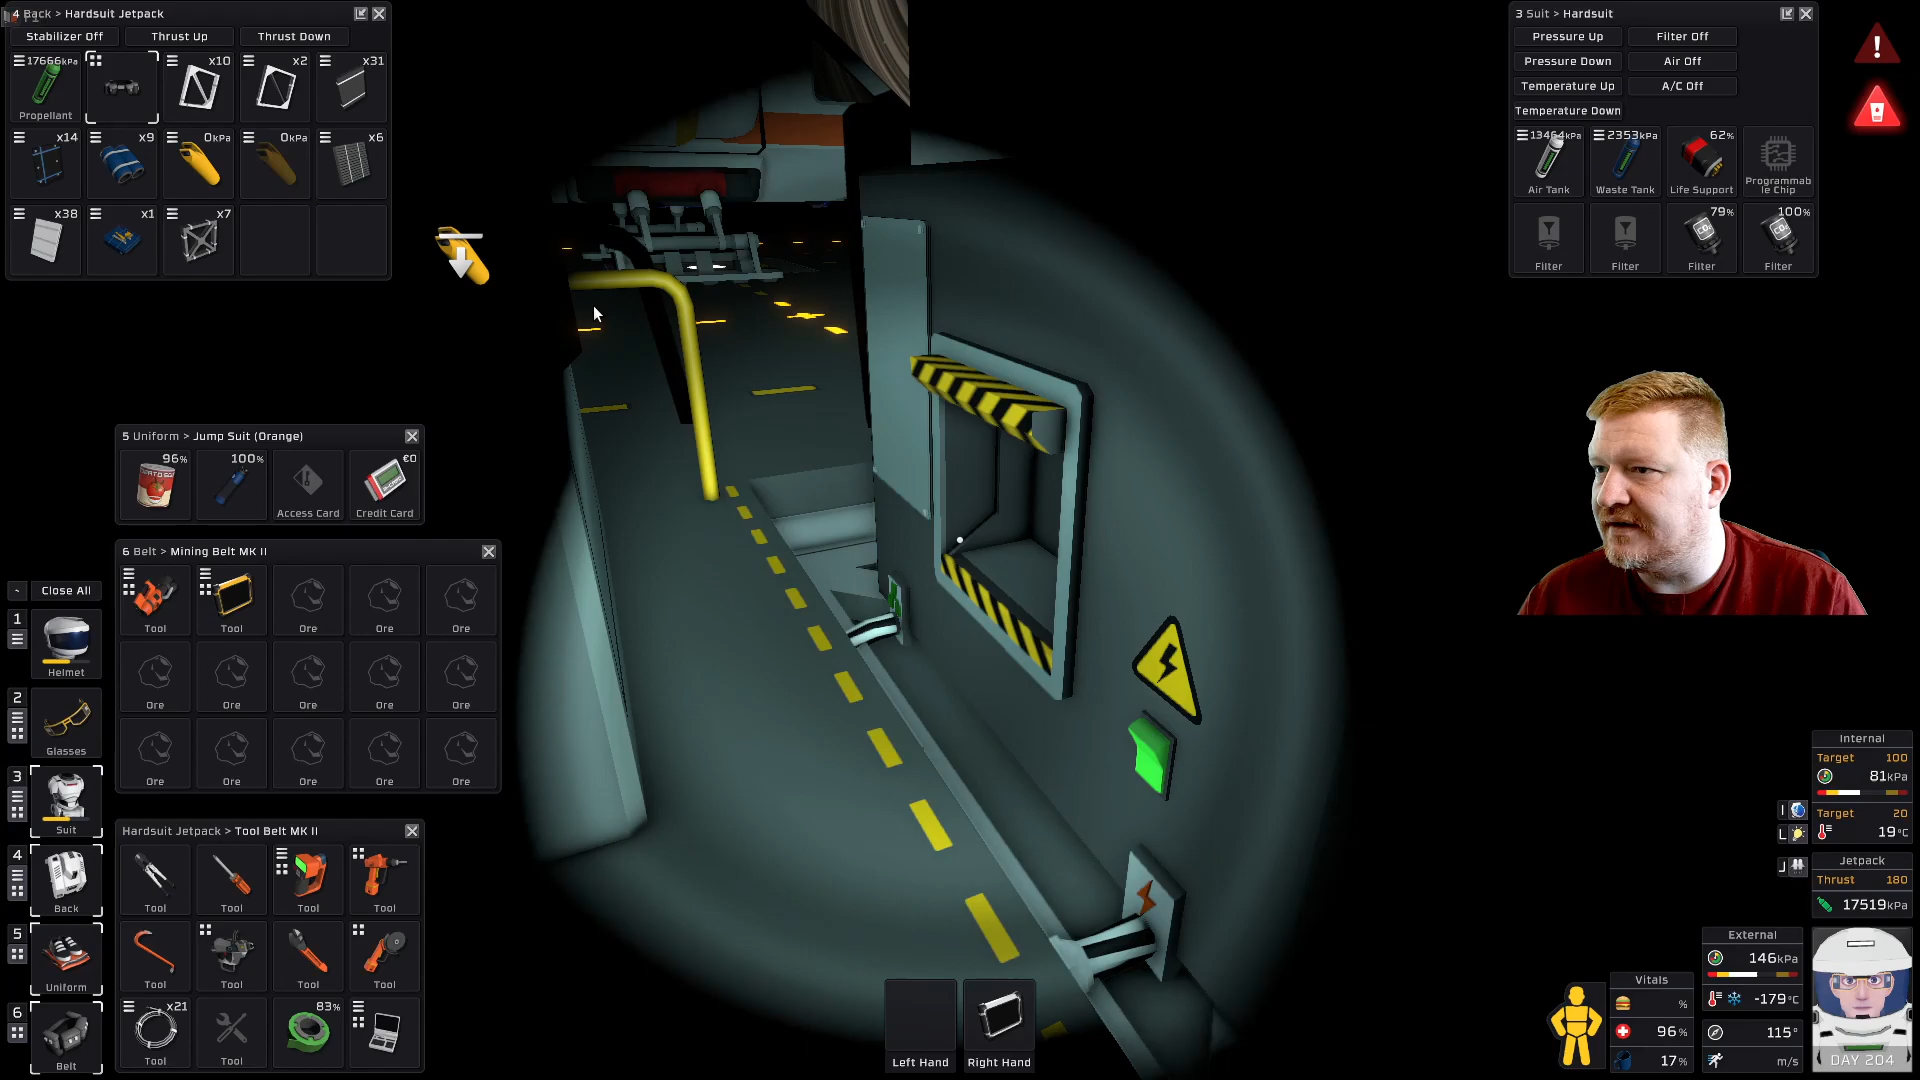 4 Back > Hardsuit Jetpack
Stabilizer Off
Thrust Up
Thrust Down
17666kPa
x10
x2
x31
Propellant
x14
x9
0kPa
0kPa
x6
x38
x1
x7
3 Suit > Hardsuit
Pressure Up
Filter Off
Pressure Down
Air Off
Temperature Up
A/C Off
Temperature Down
13464kPa
2353kPa
62%
Air Tank
Waste Tank
Life Support
Programmab
le Chip
79%
100%
Filter
Filter
Filter
Filter
5 Uniform > Jump Suit (Orange)
96%
100%
€0
Access Card
Credit Card
6 Belt > Mining Belt MK II
Tool
Tool
Ore
Ore
Ore
Ore
Ore
Ore
Ore
Ore
Ore
Ore
Ore
Ore
Ore
~
Close All
1
Helmet
2
Glasses
3
Suit
4
Back
5
Uniform
6
Belt
Hardsuit Jetpack > Tool Belt MK II
Tool
Tool
Tool
Tool
Tool
Tool
Tool
Tool
x21
83%
Tool
Tool
Left Hand
Right Hand
Internal
Target 100
81kPa
Target 20
19°C
I
L
J
Jetpack
Thrust 180
17519kPa
External
146kPa
-179°C
115°
m/s
Vitals
%
96%
17%
DAY 204